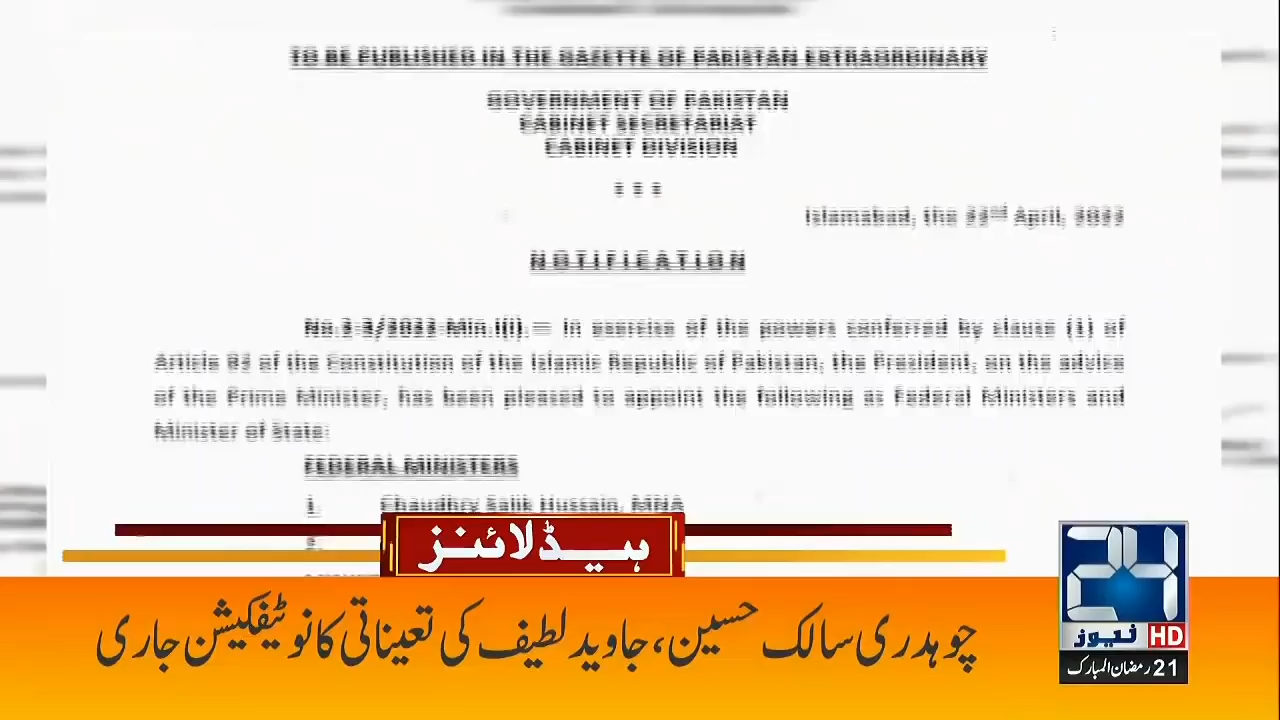 TO BE PUBLISHED IN THE GAZETTE OF PAKISTAN EXTRAORDINARY
GOVERNMENT OF PAKISTAN
CABINET SECRETARIAT
CABINET DIVISION
Islamabad, the April,
NOTIFICATION
in exercise of the powers conferred by clause (1) of
Article of the Constitution of the Islamic Republic of Pakistan, the President, on the advice
of the Prime Minister, has been pleased to appoint the following as Federal Ministers and
Minister of State:
FEDERAL MINISTERS
Chaudhry Salik Hussain, MNA
ہیڈلائنز
چوہدری سالک حسین، جاوید لطیف کی تعیناتی کا نوٹیفکیشن جاری
24
نیوز HD
21 رمضان المبارک